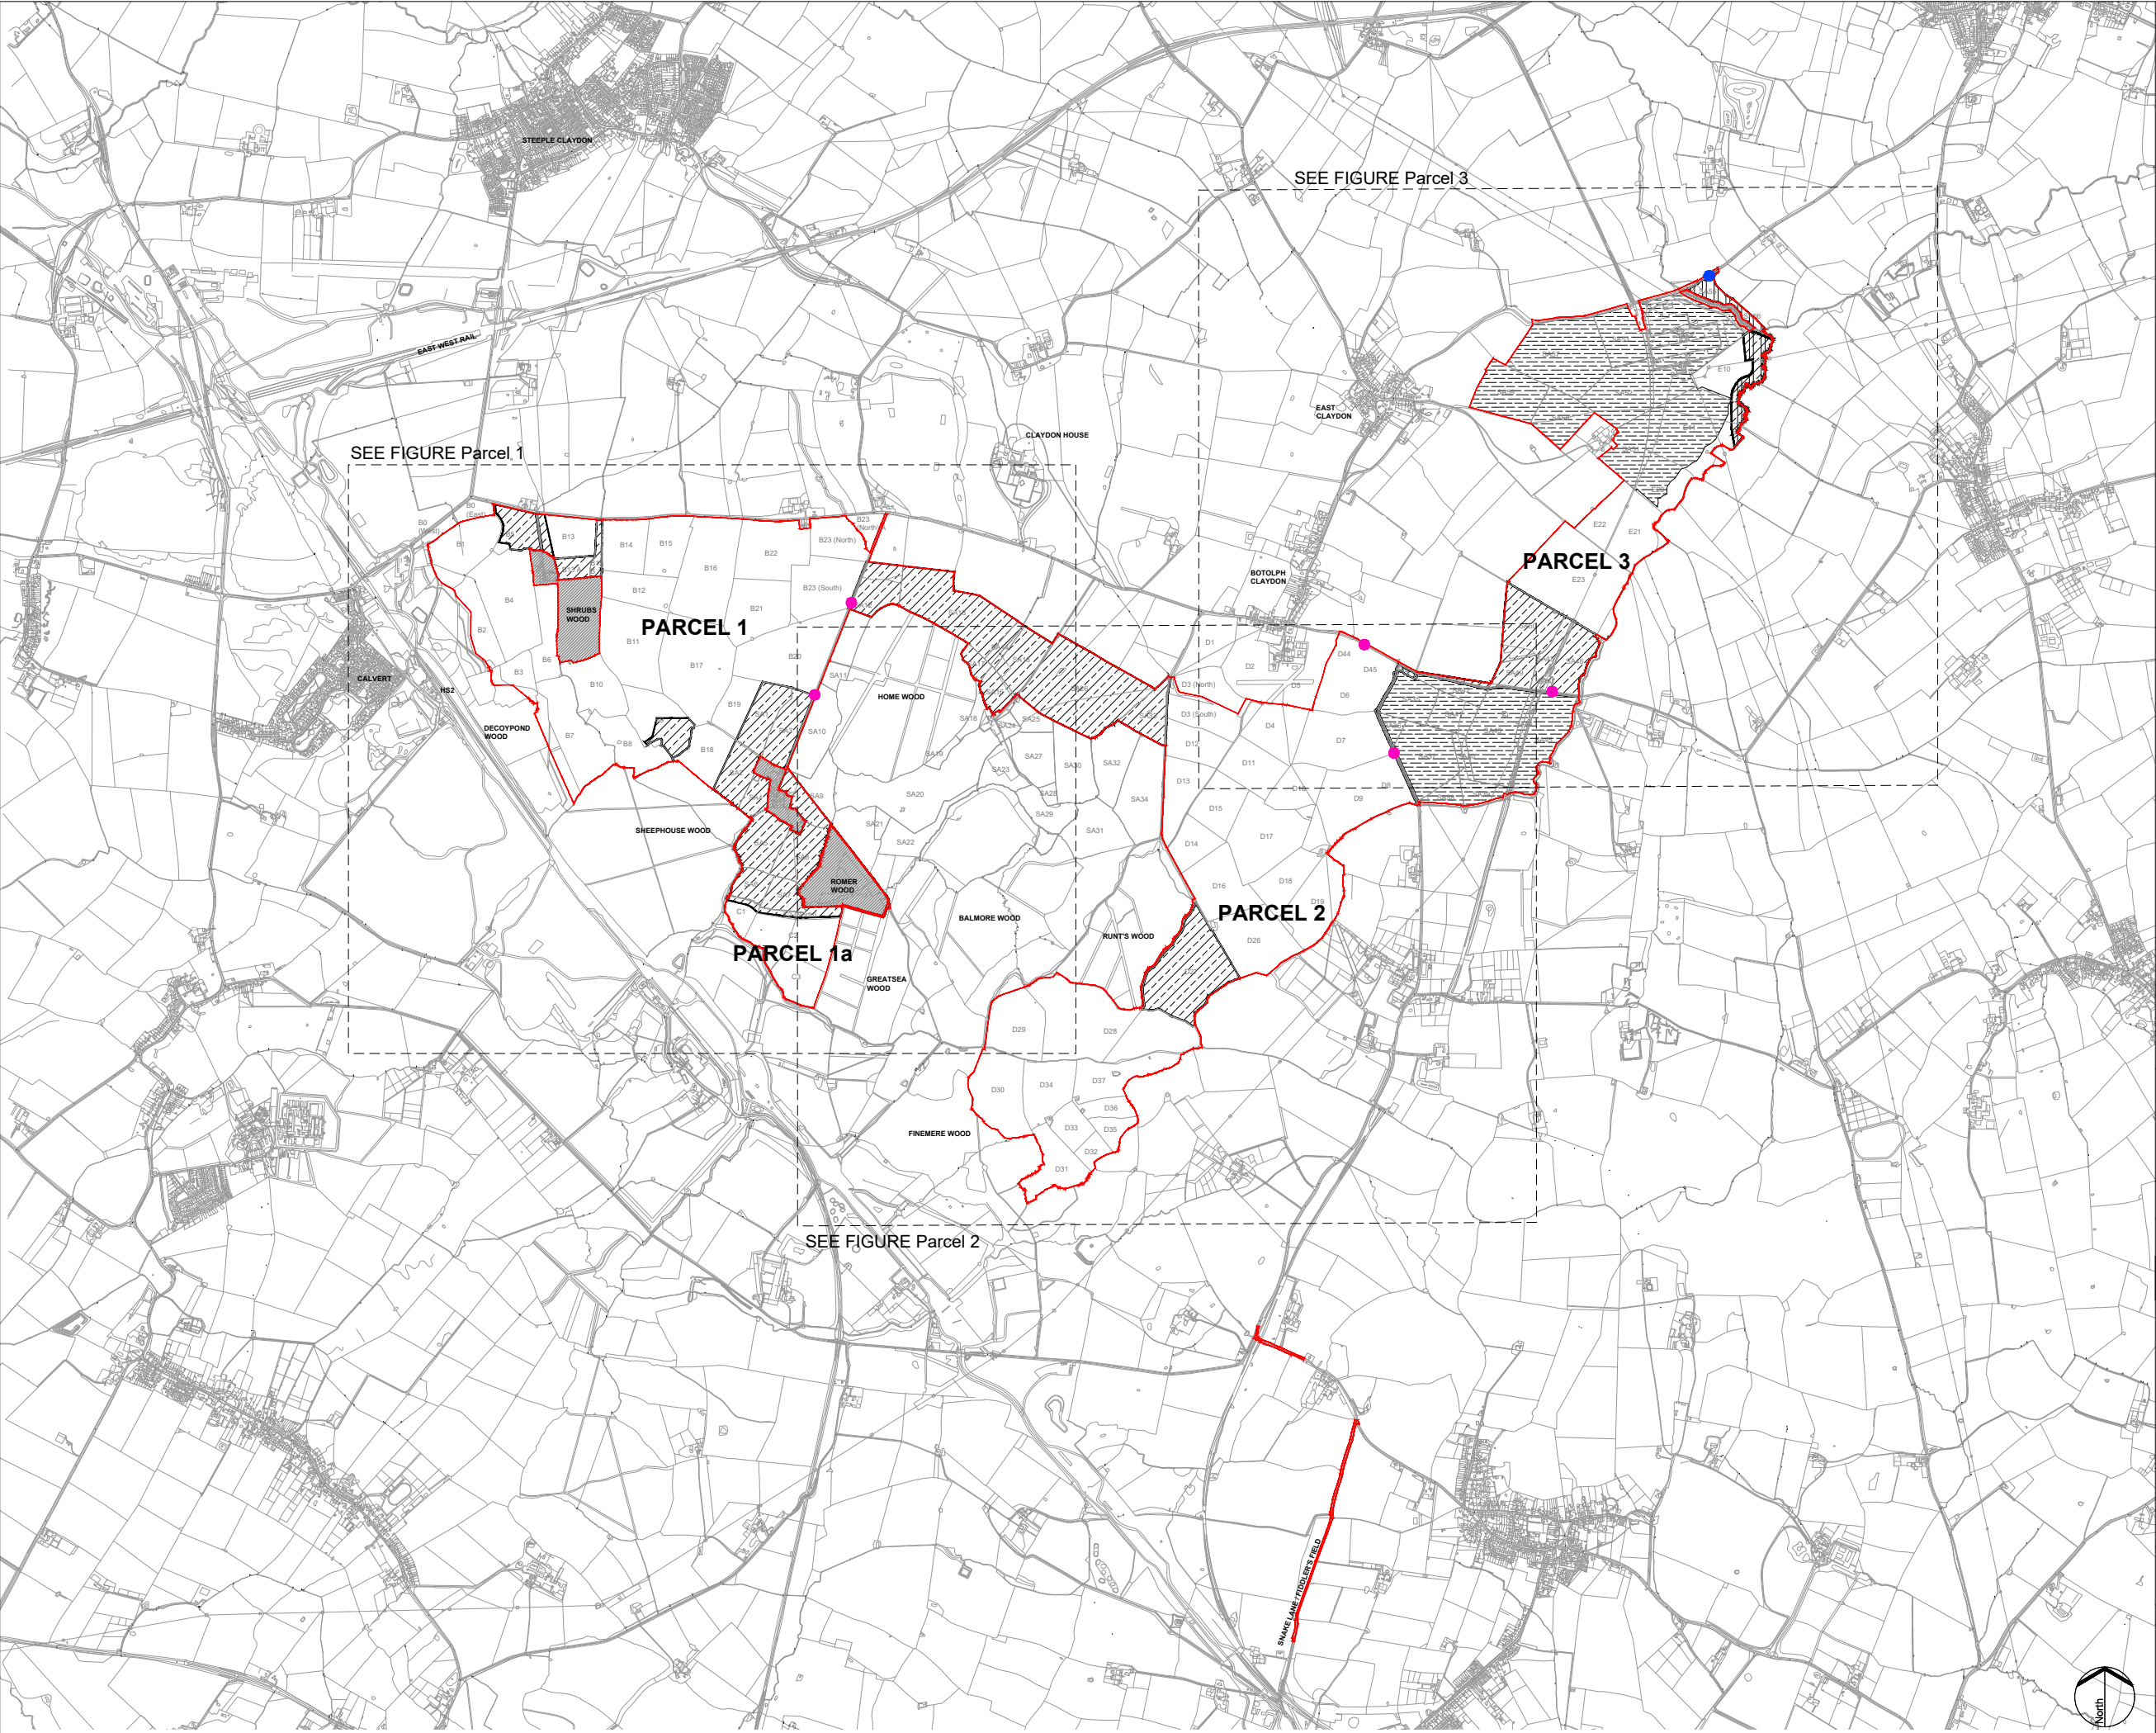 STEEPLE CLAYDON
SEE FIGURE Parcel 3
EAST WEST RAIL
E10
EAST
CLAYDON
CLAYDON HOUSE
SEE FIGURE Parcel 1
B0
(East)
B0
B1
B13
B14
B15
B22
B23
(North)
B23 (North)
E22
E21
PARCEL 3
BOTOLPH
CLAYDON
E23
B16
B12
B23 (South)
B4
SHRUBS
WOOD
B21
PARCEL 1
B2
B11
D1
D44
B20
D2
D45
B3
B6
B17
SA11
CALVERT
HS2
B10
HOME WOOD
D3 (North)
D5
D6
B19
D3 (South)
SA18
SA25
SA24
D4
DECOYPOND
WOOD
B7
B8
B18
SA10
SA19
SA27
SA30
SA32
D12
D7
D11
SA23
D13
D8
SA9
SA20
SA28
SA34
D9
D15
SHEEPHOUSE WOOD
SA21
SA29
SA31
D17
SA22
D14
ROMER
WOOD
D16
D18
D19
C1
BALMORE WOOD
PARCEL 2
C2
RUNT'S WOOD
D26
PARCEL 1a
C3
GREATSEA
WOOD
D29
D28
D30
D34
D37
D36
FINEMERE WOOD
D33
D35
D32
D31
SEE FIGURE Parcel 2
SNAKE LANE / FIDDLER'S FIELD
North